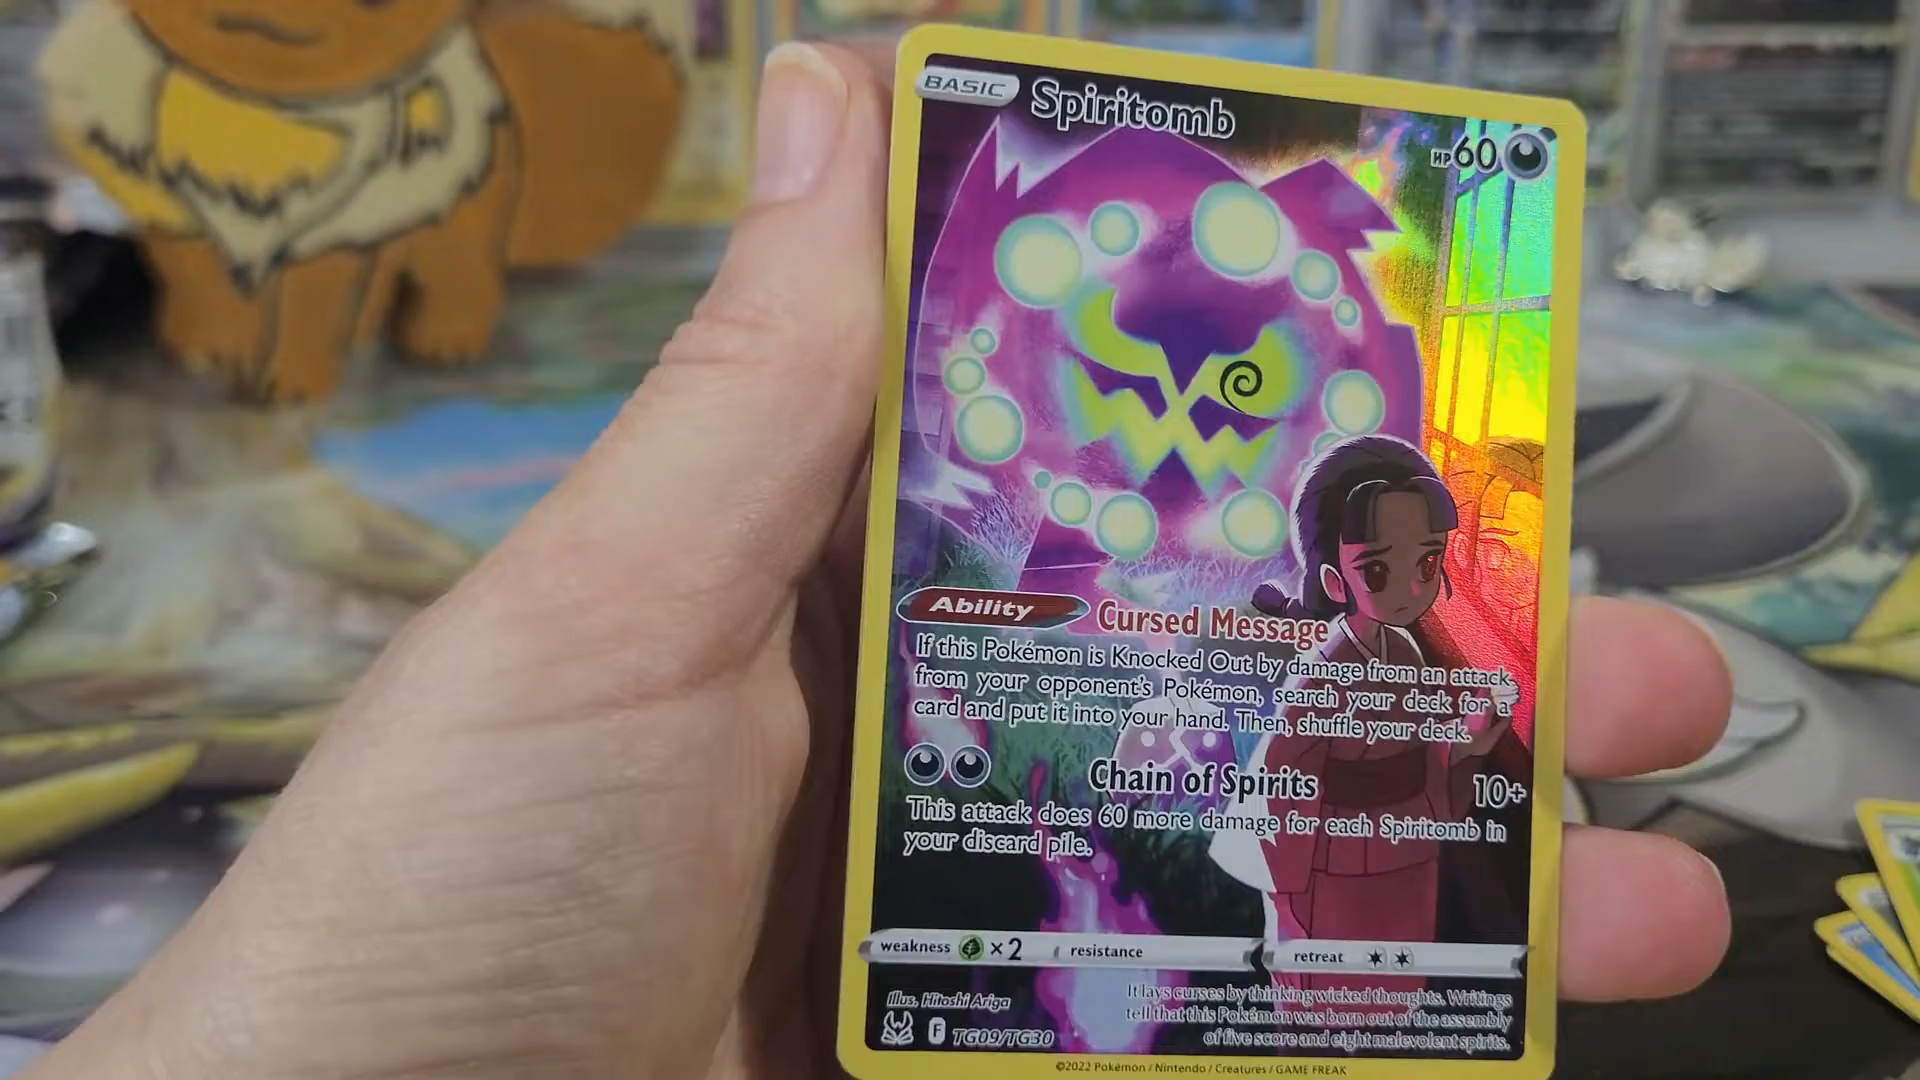 BASIC
Spiritomb
HP 60
Ability
Cursed Message
If this Pokémon is Knocked Out by damage from an attack
from your opponent's Pokémon, search your deck for a
card and put it into your hand. Then, shuffle your deck.
Chain of Spirits 10+
This attack does 60 more damage for each Spiritomb in
your discard pile.
weakness ×2 resistance retreat
Illus. Hitoshi Ariga
It lays curses by thinking wicked thoughts. Writings
tell that this Pokémon was born out of the assembly
of five score and eight malevolent spirits.
F TG09/TG30
©2022 Pokémon / Nintendo / Creatures / GAME FREAK